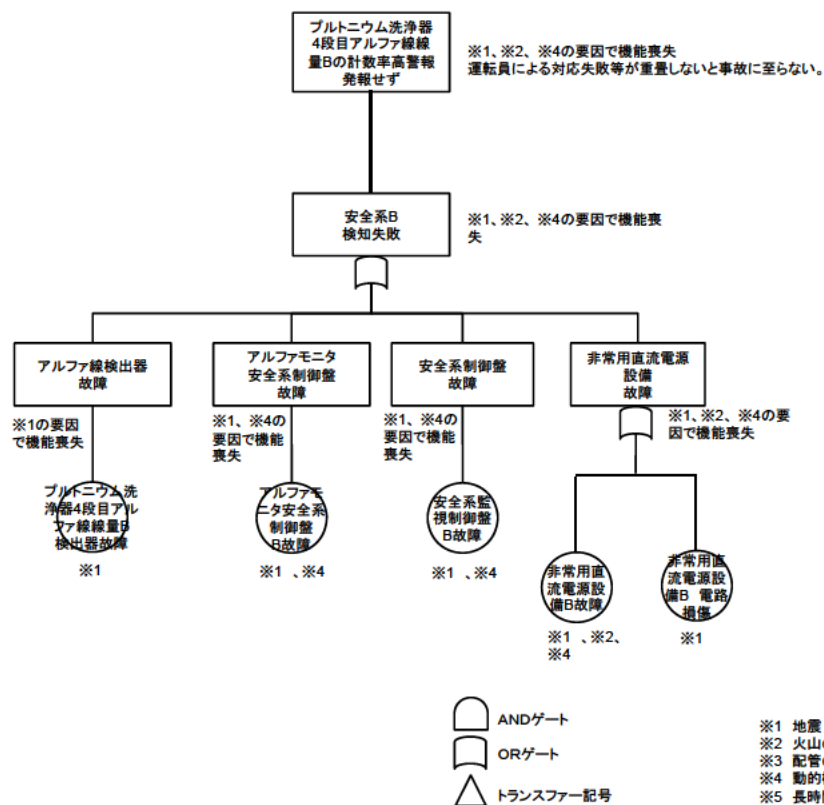 プルトニウム洗浄器
4段目アルファ線線
量Bの計数率高警報
発報せず
※1、※2、※4の要因で機能喪失
運転員による対応失敗等が重畳しないと事故に至らない。
安全系B
検知失敗
※1、※2、※4の要因で機能喪
失
アルファ線検出器
故障
アルファモニタ
安全系制御盤
故障
安全系制御盤
故障
非常用直流電源
設備
故障
※1の要因
で機能喪失
※1、※4の
要因で機能
喪失
※1、※4の
要因で機能
喪失
※1、※2、※4の要
因で機能喪失
プルトニウム洗
浄器4段目アル
ファ線線量B
検出器故障
アルファモ
ニタ安全系
制御盤
B故障
安全系監
視制御盤
B故障
非常用直
流電源設
備B故障
非常用直
流電源設
備B 電路
損傷
※1
※1 、※4
※1 、※4
※1 、※2、
※4
※1
ANDゲート
ORゲート
トランスファー記号
※1 地震
※2 火山
※3 配管
※4 動的
※5 長時